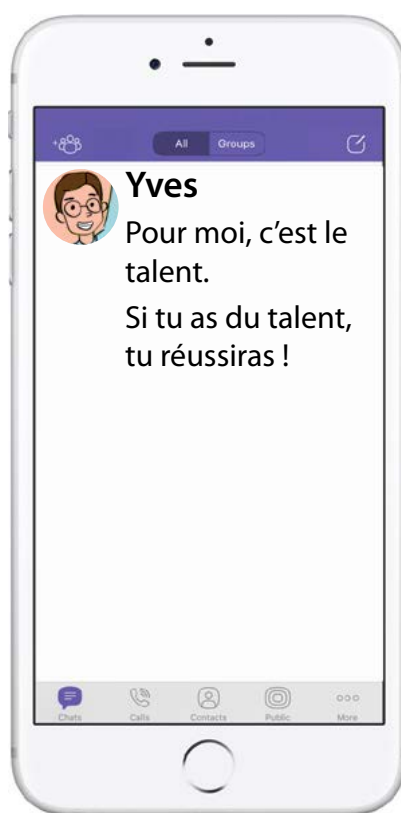 All Groups
Yves
Pour moi, c’est le
talent.
Si tu as du talent,
tu réussiras !
Chats Calls Contacts Public More